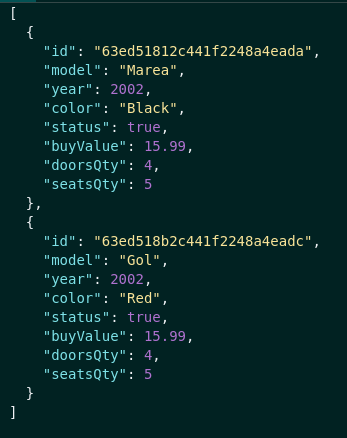 [
  {
    "id": "63ed51812c441f2248a4eada",
    "model": "Marea",
    "year": 2002,
    "color": "Black",
    "status": true,
    "buyValue": 15.99,
    "doorsQty": 4,
    "seatsQty": 5
  },
  {
    "id": "63ed518b2c441f2248a4eadc",
    "model": "Gol",
    "year": 2002,
    "color": "Red",
    "status": true,
    "buyValue": 15.99,
    "doorsQty": 4,
    "seatsQty": 5
  }
]